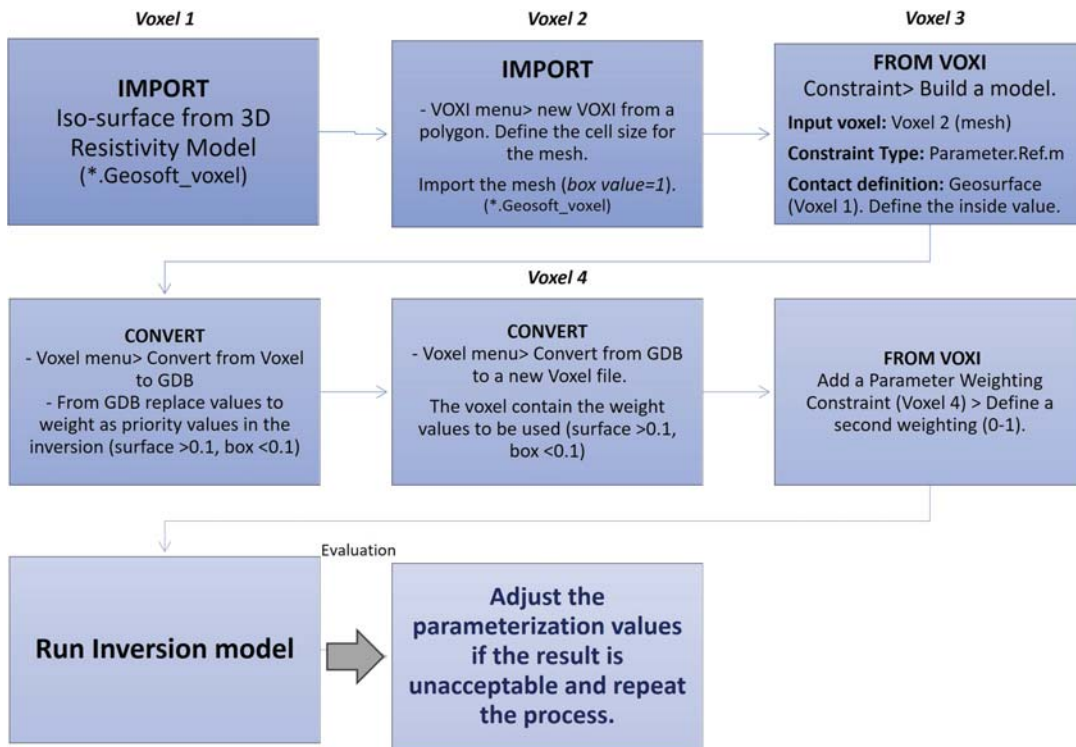 Voxel 1
IMPORT
Iso-surface from 3D
Resistivity Model
(*.Geosoft_voxel)
Voxel 2
IMPORT
- VOXI menu> new VOXI from a
polygon. Define the cell size for
the mesh.
Import the mesh (box value=1).
(*.Geosoft_voxel)
Voxel 3
FROM VOXI
Constraint> Build a model.
Input voxel: Voxel 2 (mesh)
Constraint Type: Parameter.Ref.m
Contact definition: Geosurface
(Voxel 1). Define the inside value.
CONVERT
- Voxel menu> Convert from Voxel
to GDB
- From GDB replace values to
weight as priority values in the
inversion (surface >0.1, box <0.1)
Voxel 4
CONVERT
- Voxel menu> Convert from GDB
to a new Voxel file.
The voxel contain the weight
values to be used (surface >0.1,
box <0.1)
FROM VOXI
Add a Parameter Weighting
Constraint (Voxel 4) > Define a
second weighting (0-1).
Run Inversion model
Evaluation
Adjust the
parameterization values
if the result is
unacceptable and repeat
the process.